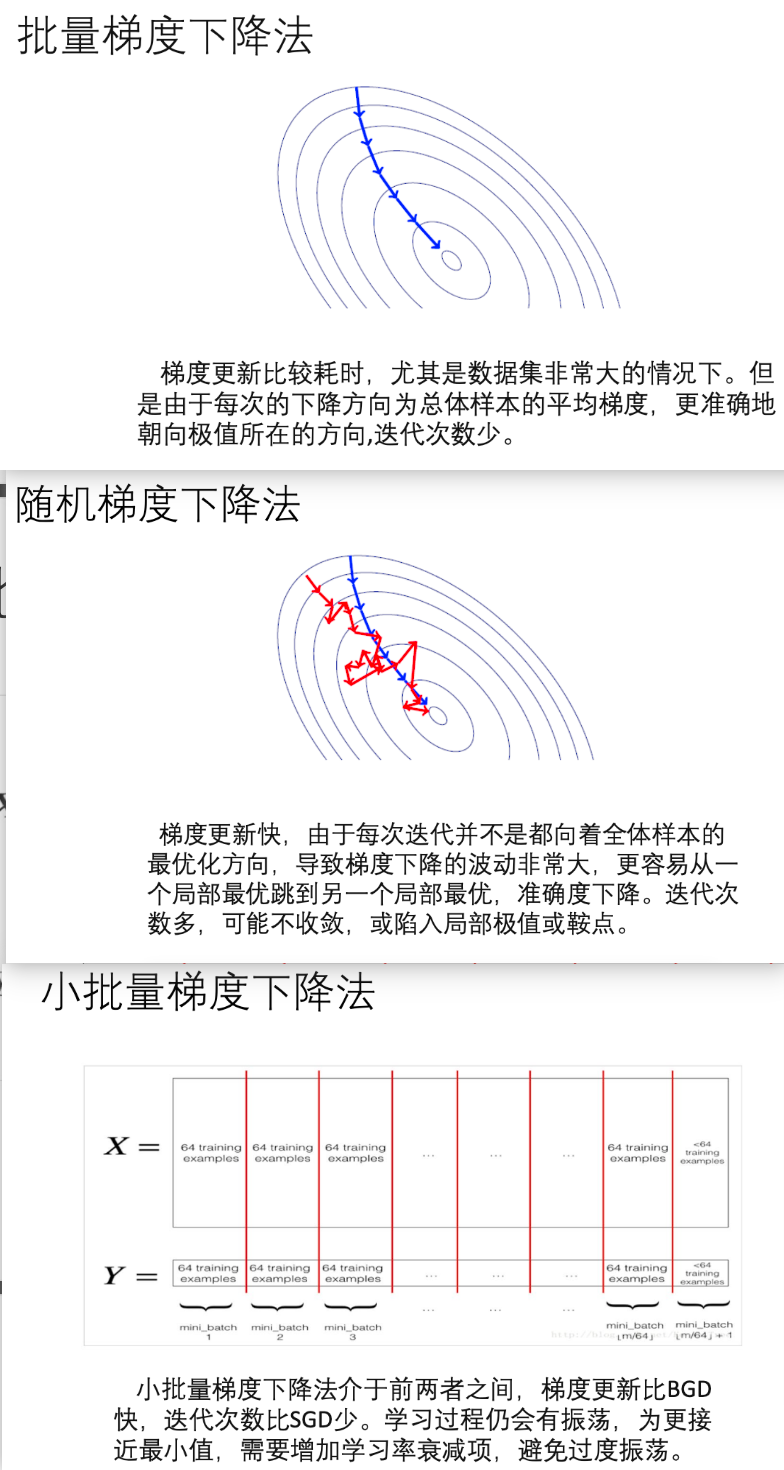 批量梯度下降法
梯度更新比较耗时，尤其是数据集非常大的情况下。但
是由于每次的下降方向为总体样本的平均梯度，更准确地
朝向极值所在的方向,迭代次数少。
随机梯度下降法
梯度更新快，由于每次迭代并不是都向着全体样本的
最优化方向，导致梯度下降的波动非常大，更容易从一
个局部最优跳到另一个局部最优，准确度下降。迭代次
数多，可能不收敛，或陷入局部极值或鞍点。
小批量梯度下降法
X = 64 training examples 64 training examples 64 training examples ... ... ... 64 training examples <64 training examples
Y = 64 training examples 64 training examples 64 training examples ... ... ... 64 training examples <64 training examples
... ... ...
mini_batch 1 mini_batch 2 mini_batch 3 mini_batch ⌊m/64⌋ mini_batch ⌊m/64⌋ + 1
小批量梯度下降法介于前两者之间，梯度更新比BGD
快，迭代次数比SGD少。学习过程仍会有振荡，为更接
近最小值，需要增加学习率衰减项，避免过度振荡。